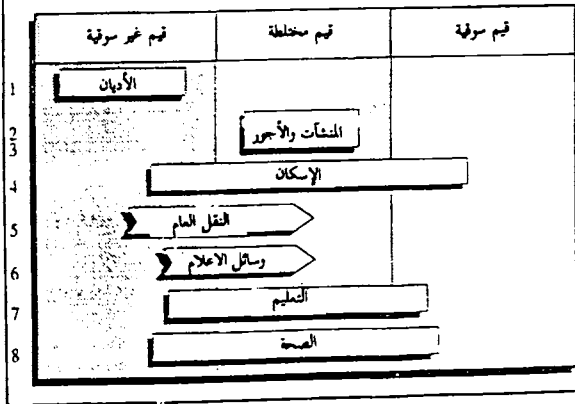 قيم سوقية قيم مختلطة قيم غير سوقية
1 الأديان
2
3 المنشآت والأجور
4 الإسكان
5 النقل العام
6 وسائل الاعلام
7 التعليم
8 الصحة